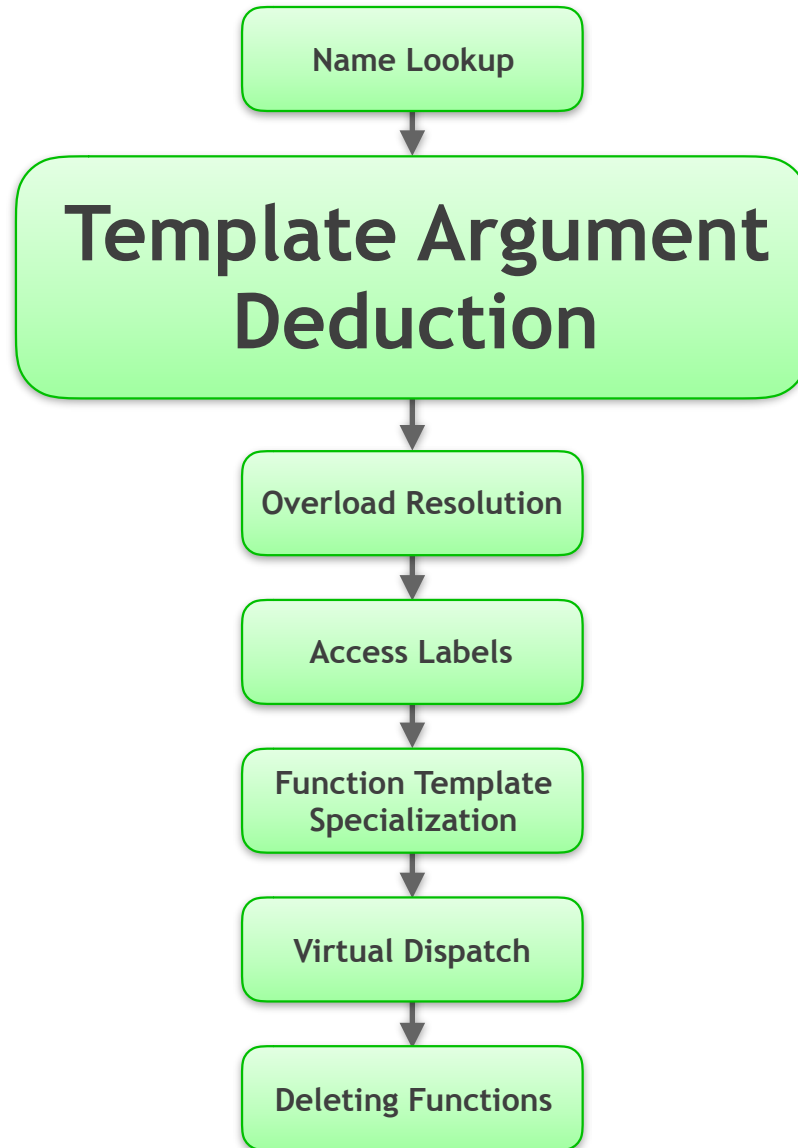 Name Lookup
Template Argument
Deduction
Overload Resolution
Access Labels
Function Template
Specialization
Virtual Dispatch
Deleting Functions